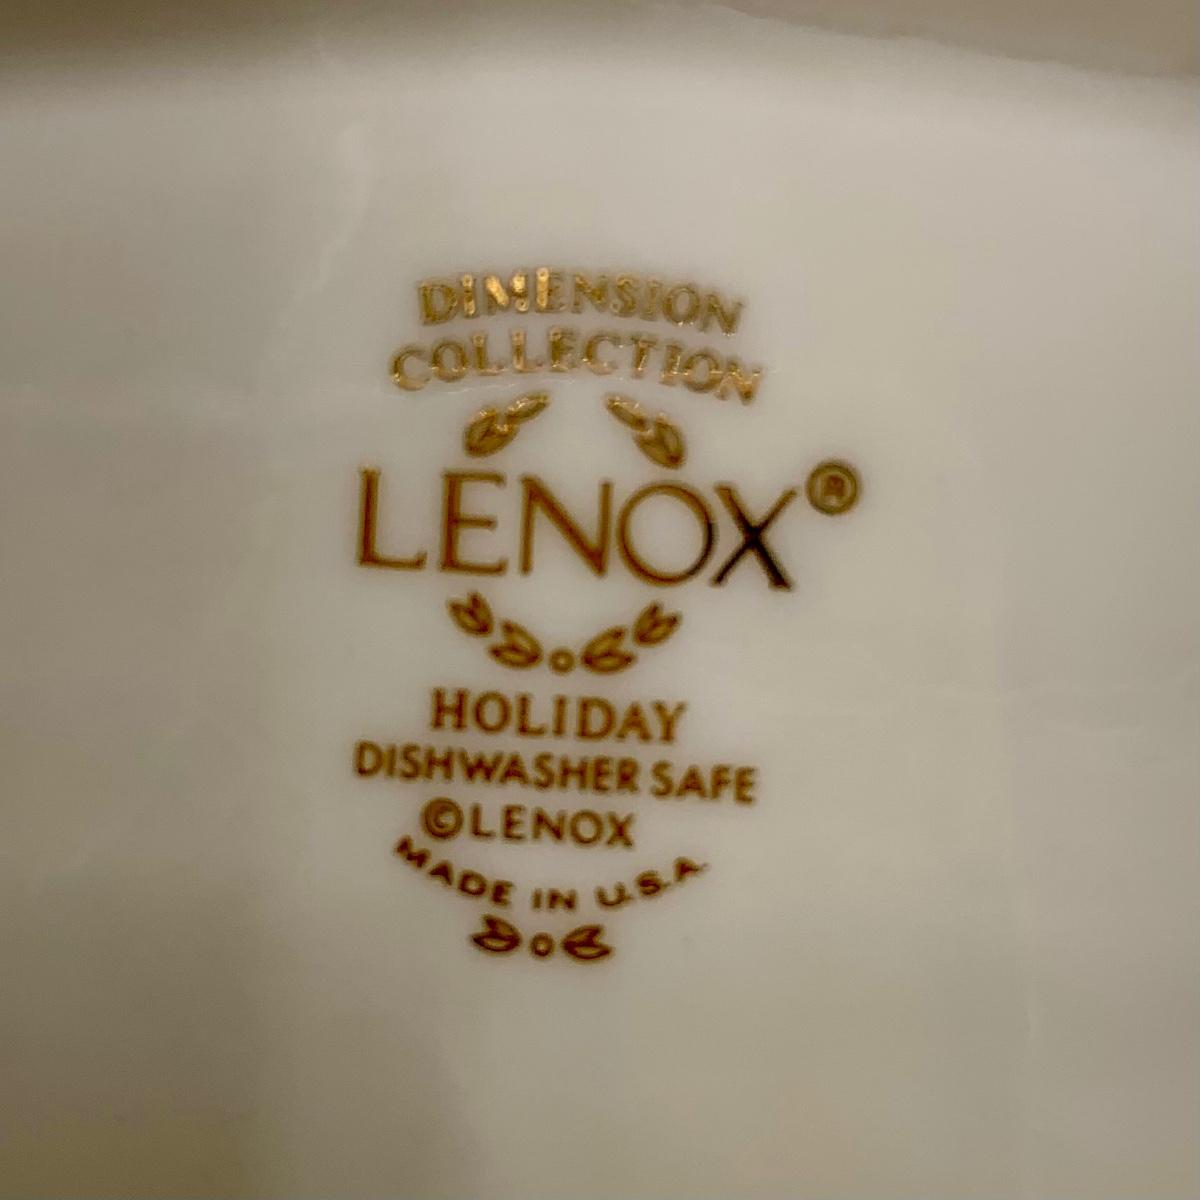 DIMENSION
COLLECTION
LENOX®
HOLIDAY
DISHWASHER SAFE
©LENOX
MADE IN U.S.A.